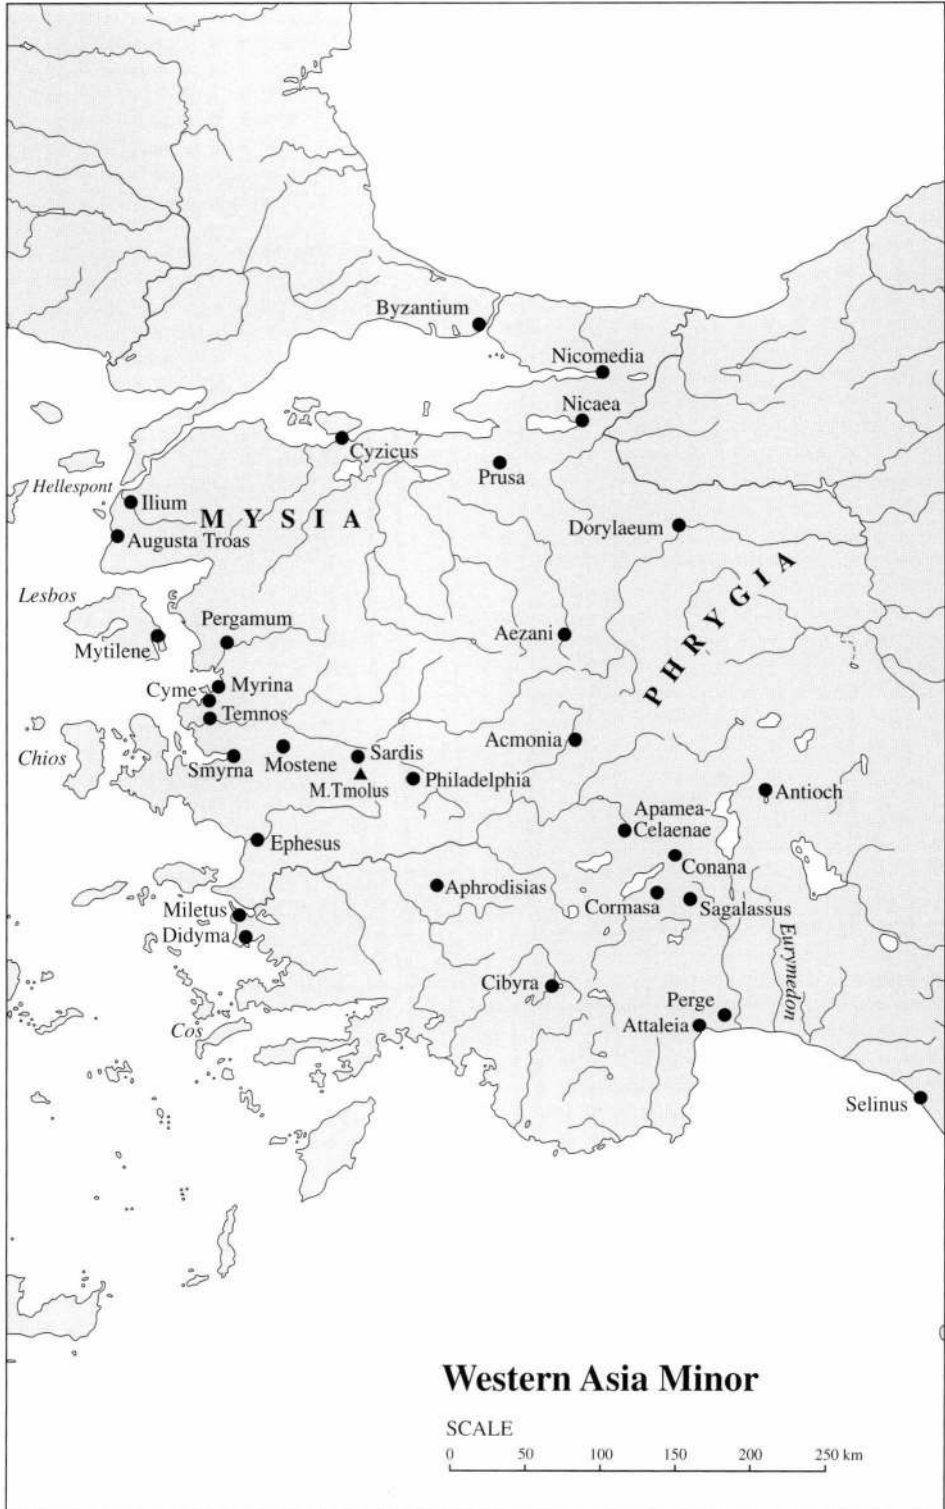 Byzantium
Nicomedia
Nicaea
Cyzicus
Prusa
Hellespont
Ilium
MYSIA
Augusta Troas
Dorylaeum
PHRYGIA
Lesbos
Pergamum
Aezani
Mytilene
Cyme
Myrina
Temnos
Acmonia
Chios
Smyrna
Mostene
Sardis
M.Tmolus
Philadelphia
Antioch
Apamea-
Celaenae
Ephesus
Conana
Aphrodisias
Cormasa
Sagalassus
Miletus
Didyma
Eurymedon
Cibyra
Perge
Attaleia
Cos
Selinus
Western Asia Minor
SCALE
0 50 100 150 200 250 km